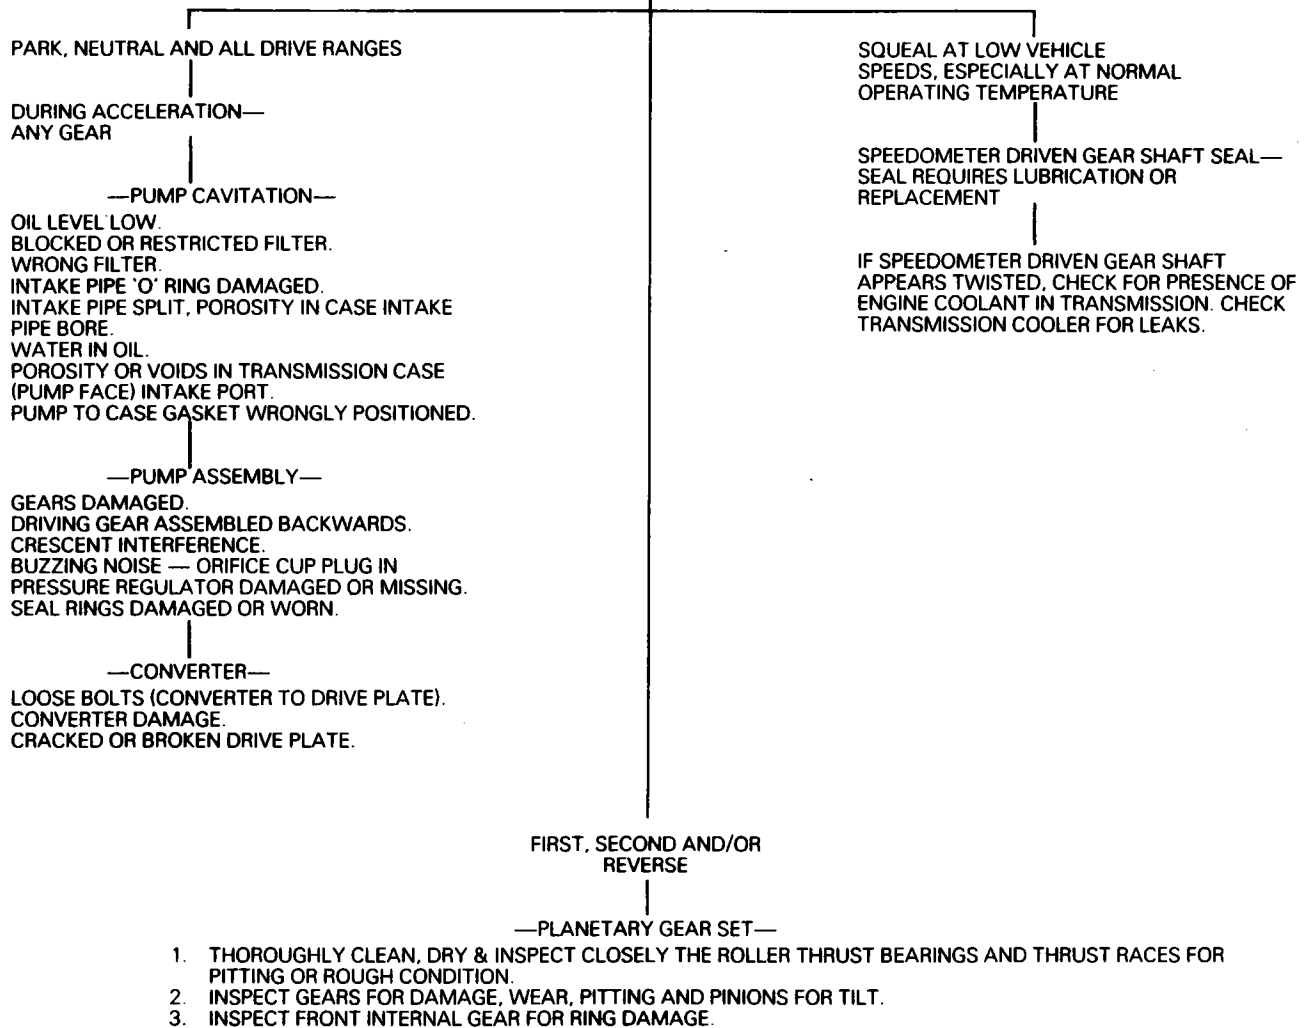 PARK, NEUTRAL AND ALL DRIVE RANGES
DURING ACCELERATION—
ANY GEAR
—PUMP CAVITATION—
OIL LEVEL LOW.
BLOCKED OR RESTRICTED FILTER.
WRONG FILTER.
INTAKE PIPE 'O' RING DAMAGED.
INTAKE PIPE SPLIT, POROSITY IN CASE INTAKE
PIPE BORE.
WATER IN OIL.
POROSITY OR VOIDS IN TRANSMISSION CASE
(PUMP FACE) INTAKE PORT.
PUMP TO CASE GASKET WRONGLY POSITIONED.
—PUMP ASSEMBLY—
GEARS DAMAGED.
DRIVING GEAR ASSEMBLED BACKWARDS.
CRESCENT INTERFERENCE.
BUZZING NOISE — ORIFICE CUP PLUG IN
PRESSURE REGULATOR DAMAGED OR MISSING.
SEAL RINGS DAMAGED OR WORN.
—CONVERTER—
LOOSE BOLTS (CONVERTER TO DRIVE PLATE).
CONVERTER DAMAGE.
CRACKED OR BROKEN DRIVE PLATE.
SQUEAL AT LOW VEHICLE
SPEEDS, ESPECIALLY AT NORMAL
OPERATING TEMPERATURE
SPEEDOMETER DRIVEN GEAR SHAFT SEAL—
SEAL REQUIRES LUBRICATION OR
REPLACEMENT
IF SPEEDOMETER DRIVEN GEAR SHAFT
APPEARS TWISTED, CHECK FOR PRESENCE OF
ENGINE COOLANT IN TRANSMISSION. CHECK
TRANSMISSION COOLER FOR LEAKS.
FIRST, SECOND AND/OR
REVERSE
—PLANETARY GEAR SET—
1. THOROUGHLY CLEAN, DRY & INSPECT CLOSELY THE ROLLER THRUST BEARINGS AND THRUST RACES FOR
PITTING OR ROUGH CONDITION.
2. INSPECT GEARS FOR DAMAGE, WEAR, PITTING AND PINIONS FOR TILT.
3. INSPECT FRONT INTERNAL GEAR FOR RING DAMAGE.